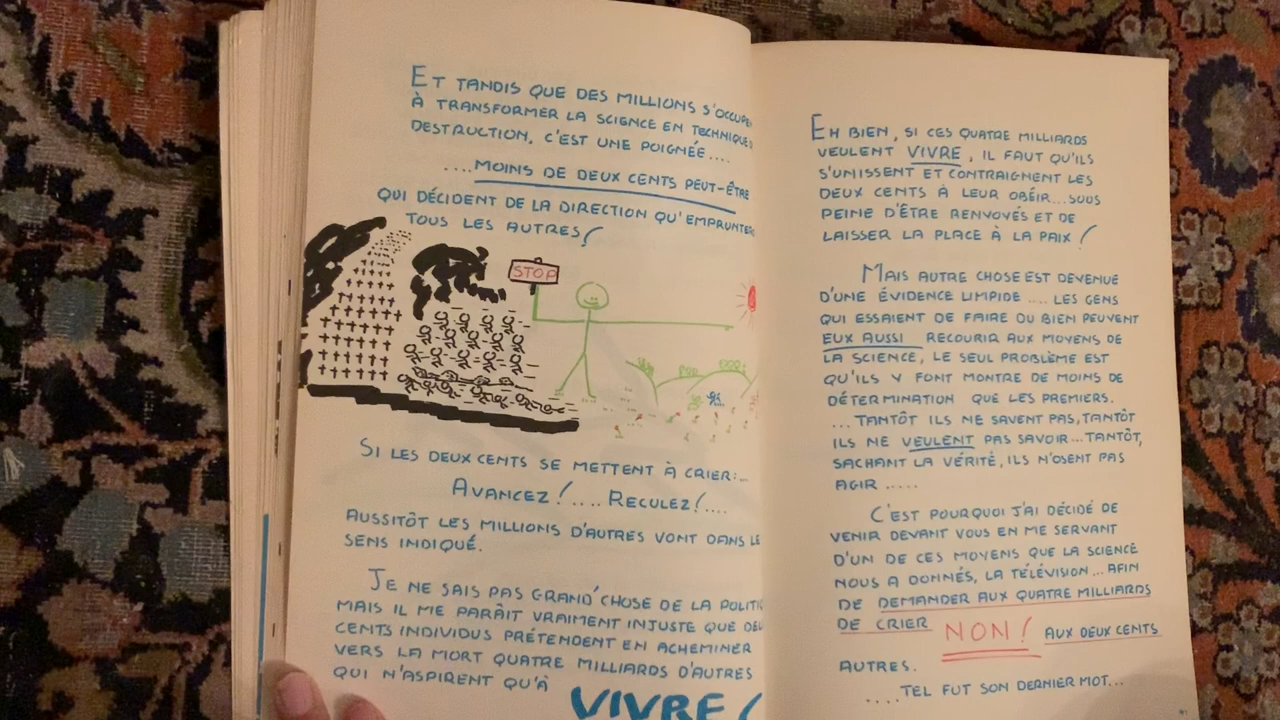 ET TANDIS QUE DES MILLIONS S'OCCUPE
À TRANSFORMER LA SCIENCE EN TECHNIQUE
DESTRUCTION, C'EST UNE POIGNÉE....
....MOINS DE DEUX CENTS PEUT-ÊTRE
QUI DÉCIDENT DE LA DIRECTION QU'EMPRUNTE
TOUS LES AUTRES!
STOP
SI LES DEUX CENTS SE METTENT À CRIER:...
AVANCEZ!.... RECULEZ!....
AUSSITÔT LES MILLIONS D'AUTRES VONT DANS LE
SENS INDIQUÉ.
JE NE SAIS PAS GRAND'CHOSE DE LA POLITI
MAIS IL ME PARÂIT VRAIMENT INJUSTE QUE
CENTS INDIVIDUS PRÉTENDENT EN ACHEMINER
VERS LA MORT QUATRE MILLIARDS D'AUTRES
QUI N'ASPIRENT QU'À VIVRE!
EH BIEN, SI CES QUATRE MILLIARDS
VEULENT VIVRE, IL FAUT QU'ILS
S'UNISSENT ET CONTRAIGNENT LES
DEUX CENTS À LEUR OBÉIR...SOUS
PEINE D'ÊTRE RENVOYÉS ET DE
LAISSER LA PLACE À LA PAIX!
MAIS AUTRE CHOSE EST DEVENUE
D'UNE ÉVIDENCE LIMPIDE .... LES GENS
QUI ESSAIENT DE FAIRE DU BIEN PEUVENT
EUX AUSSI RECOURIR AUX MOYENS DE
LA SCIENCE, LE SEUL PROBLÈME EST
QU'ILS Y FONT MONTRE DE MOINS DE
DÉTERMINATION QUE LES PREMIERS.
... TANTÔT ILS NE SAVENT PAS, TANTÔT
ILS NE VEULENT PAS SAVOIR...TANTÔT,
SACHANT LA VÉRITÉ, ILS N'OSENT PAS
AGIR .....
C'EST POURQUOI J'AI DÉCIDÉ DE
VENIR DEVANT VOUS EN ME SERVANT
D'UN DE CES MOYENS QUE LA SCIENCE
NOUS A DONNÉS, LA TÉLÉVISION... AFIN
DE DEMANDER AUX QUATRE MILLIARDS
DE CRIER NON! AUX DEUX CENTS
AUTRES.
....TEL FUT SON DERNIER MOT...